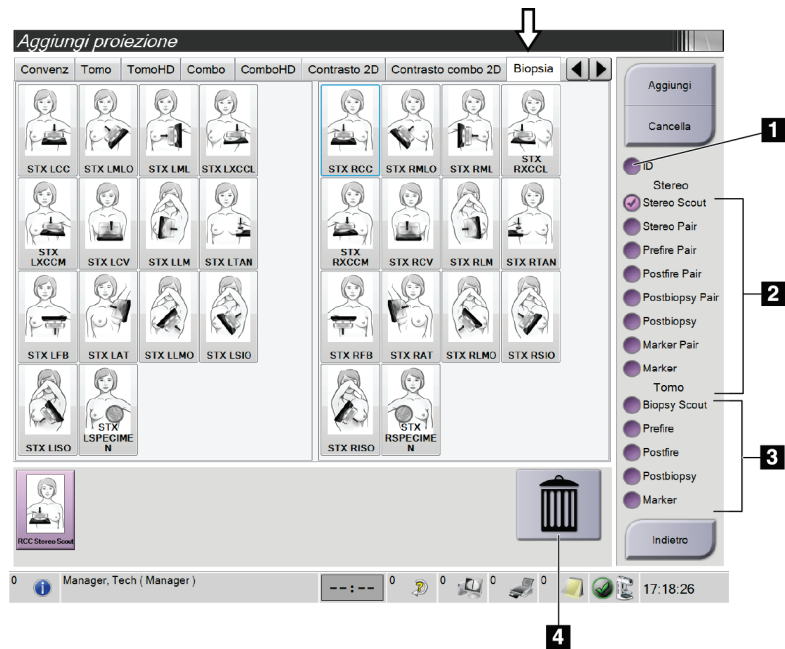 Aggiungi proiezione
Convenz Tomo TomoHD Combo ComboHD Contrasto 2D Contrasto combo 2D Biopsia
STX LCC STX LMLO STX LML STX LXCCL
STX RCC STX RMLO STX RML STX
RXCCL
STX
LXCCM STX LCV STX LLM STX LTAN
STX
RXCCM STX RCV STX RLM STX RTAN
STX LFB STX LAT STX LLMO STX LSIO
STX RFB STX RAT STX RLMO STX RSIO
STX LISO STX
LSPECIME
N
STX RISO STX
RSPECIME
N
Aggiungi
Cancella
1
ID
Stereo
Stereo Scout
Stereo Pair
Prefire Pair
Postfire Pair
Postbiopsy Pair
2
Postbiopsy
Marker Pair
Marker
Tomo
Biopsy Scout
Prefire
Postfire
3
Postbiopsy
Marker
Indietro
RCC Stereo Scout
0 Manager, Tech ( Manager ) --:-- 0 0 0 0 17:18:26
4